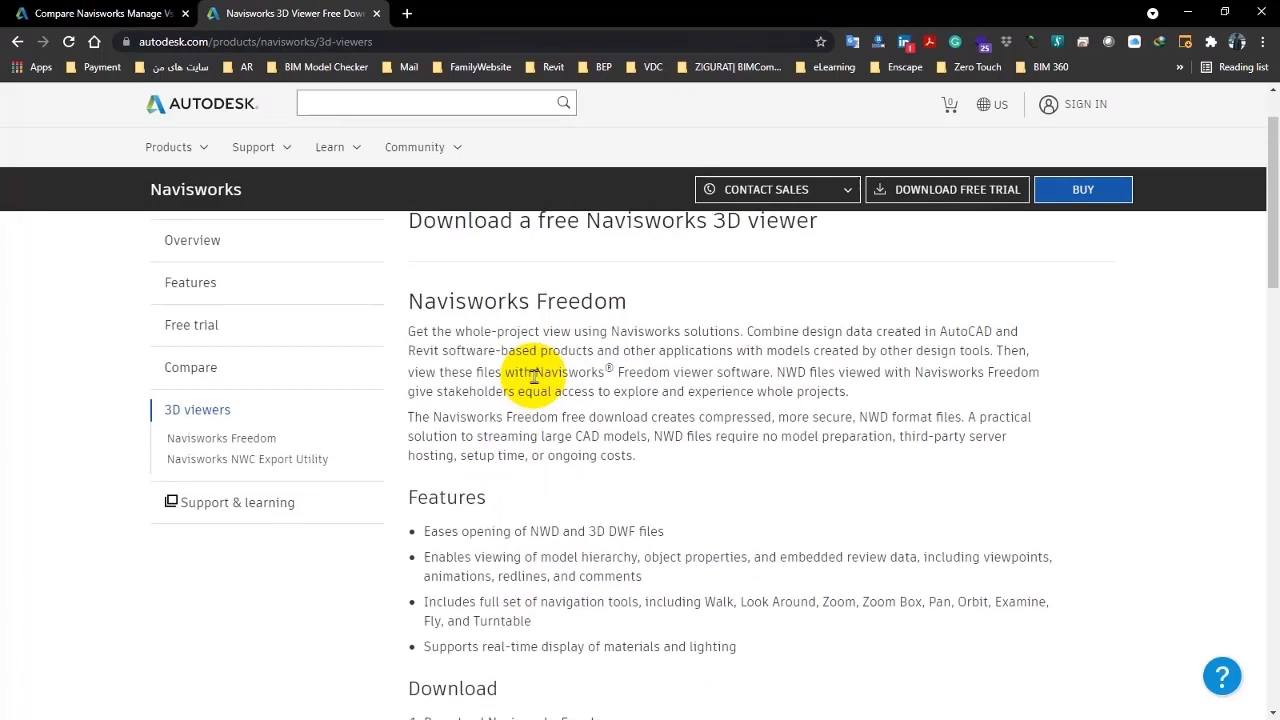 Compare Navisworks Manage Vs
Navisworks 3D Viewer Free Down
autodesk.com/products/navisworks/3d-viewers
Apps Payment سایت های من AR BIM Model Checker Mail FamilyWebsite Revit BEP VDC ZIGURAT| BIMCom... eLearning Enscape Zero Touch BIM 360 » Reading list
AUTODESK. 0 US SIGN IN
Products Support Learn Community
Navisworks CONTACT SALES DOWNLOAD FREE TRIAL BUY
Download a free Navisworks 3D viewer
Overview
Features
Free trial
Compare
3D viewers
Navisworks Freedom
Navisworks NWC Export Utility
Support & learning
Navisworks Freedom
Get the whole-project view using Navisworks solutions. Combine design data created in AutoCAD and
Revit software-based products and other applications with models created by other design tools. Then,
view these files with Navisworks® Freedom viewer software. NWD files viewed with Navisworks Freedom
give stakeholders equal access to explore and experience whole projects.
The Navisworks Freedom free download creates compressed, more secure, NWD format files. A practical
solution to streaming large CAD models, NWD files require no model preparation, third-party server
hosting, setup time, or ongoing costs.
Features
• Eases opening of NWD and 3D DWF files
• Enables viewing of model hierarchy, object properties, and embedded review data, including viewpoints,
animations, redlines, and comments
• Includes full set of navigation tools, including Walk, Look Around, Zoom, Zoom Box, Pan, Orbit, Examine,
Fly, and Turntable
• Supports real-time display of materials and lighting
Download
?